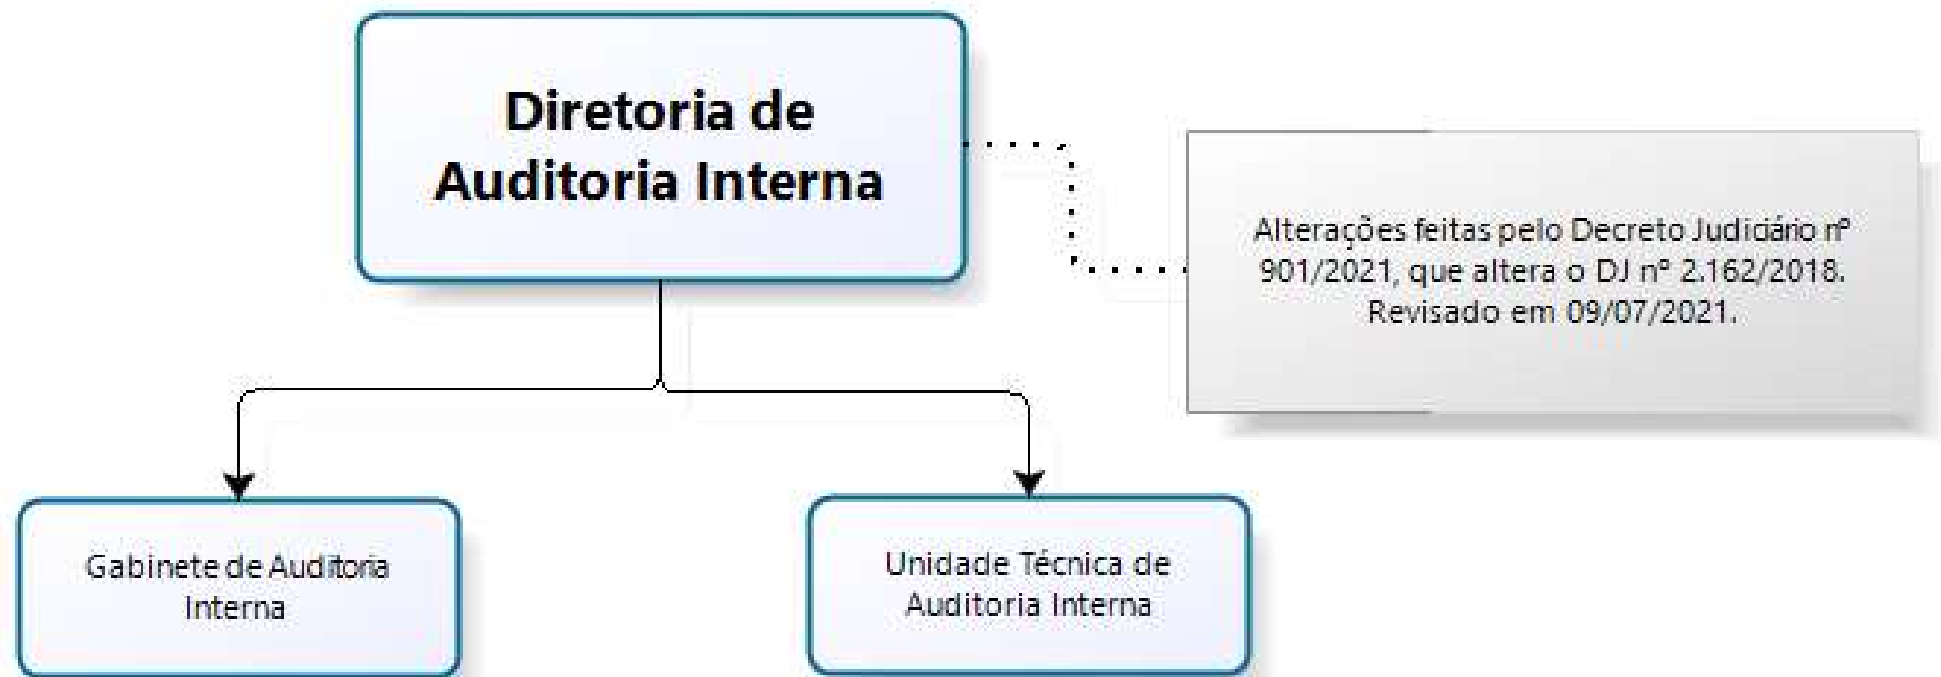 Diretoria de
Auditoria Interna
Alterações feitas pelo Decreto Judiciário nº
901/2021, que altera o DJ nº 2.162/2018.
Revisado em 09/07/2021.
Gabinete de Auditoria
Interna
Unidade Técnica de
Auditoria Interna